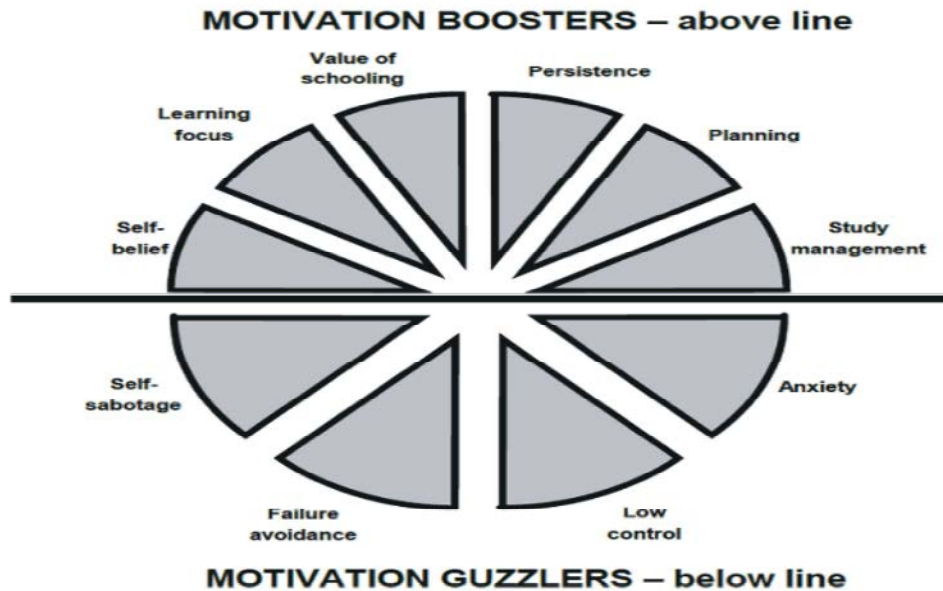 MOTIVATION BOOSTERS – above line
Value of
schooling
Persistence
Learning
focus
Planning
Self-
belief
Study
management
Self-
sabotage
Anxiety
Failure
avoidance
Low
control
MOTIVATION GUZZLERS – below line